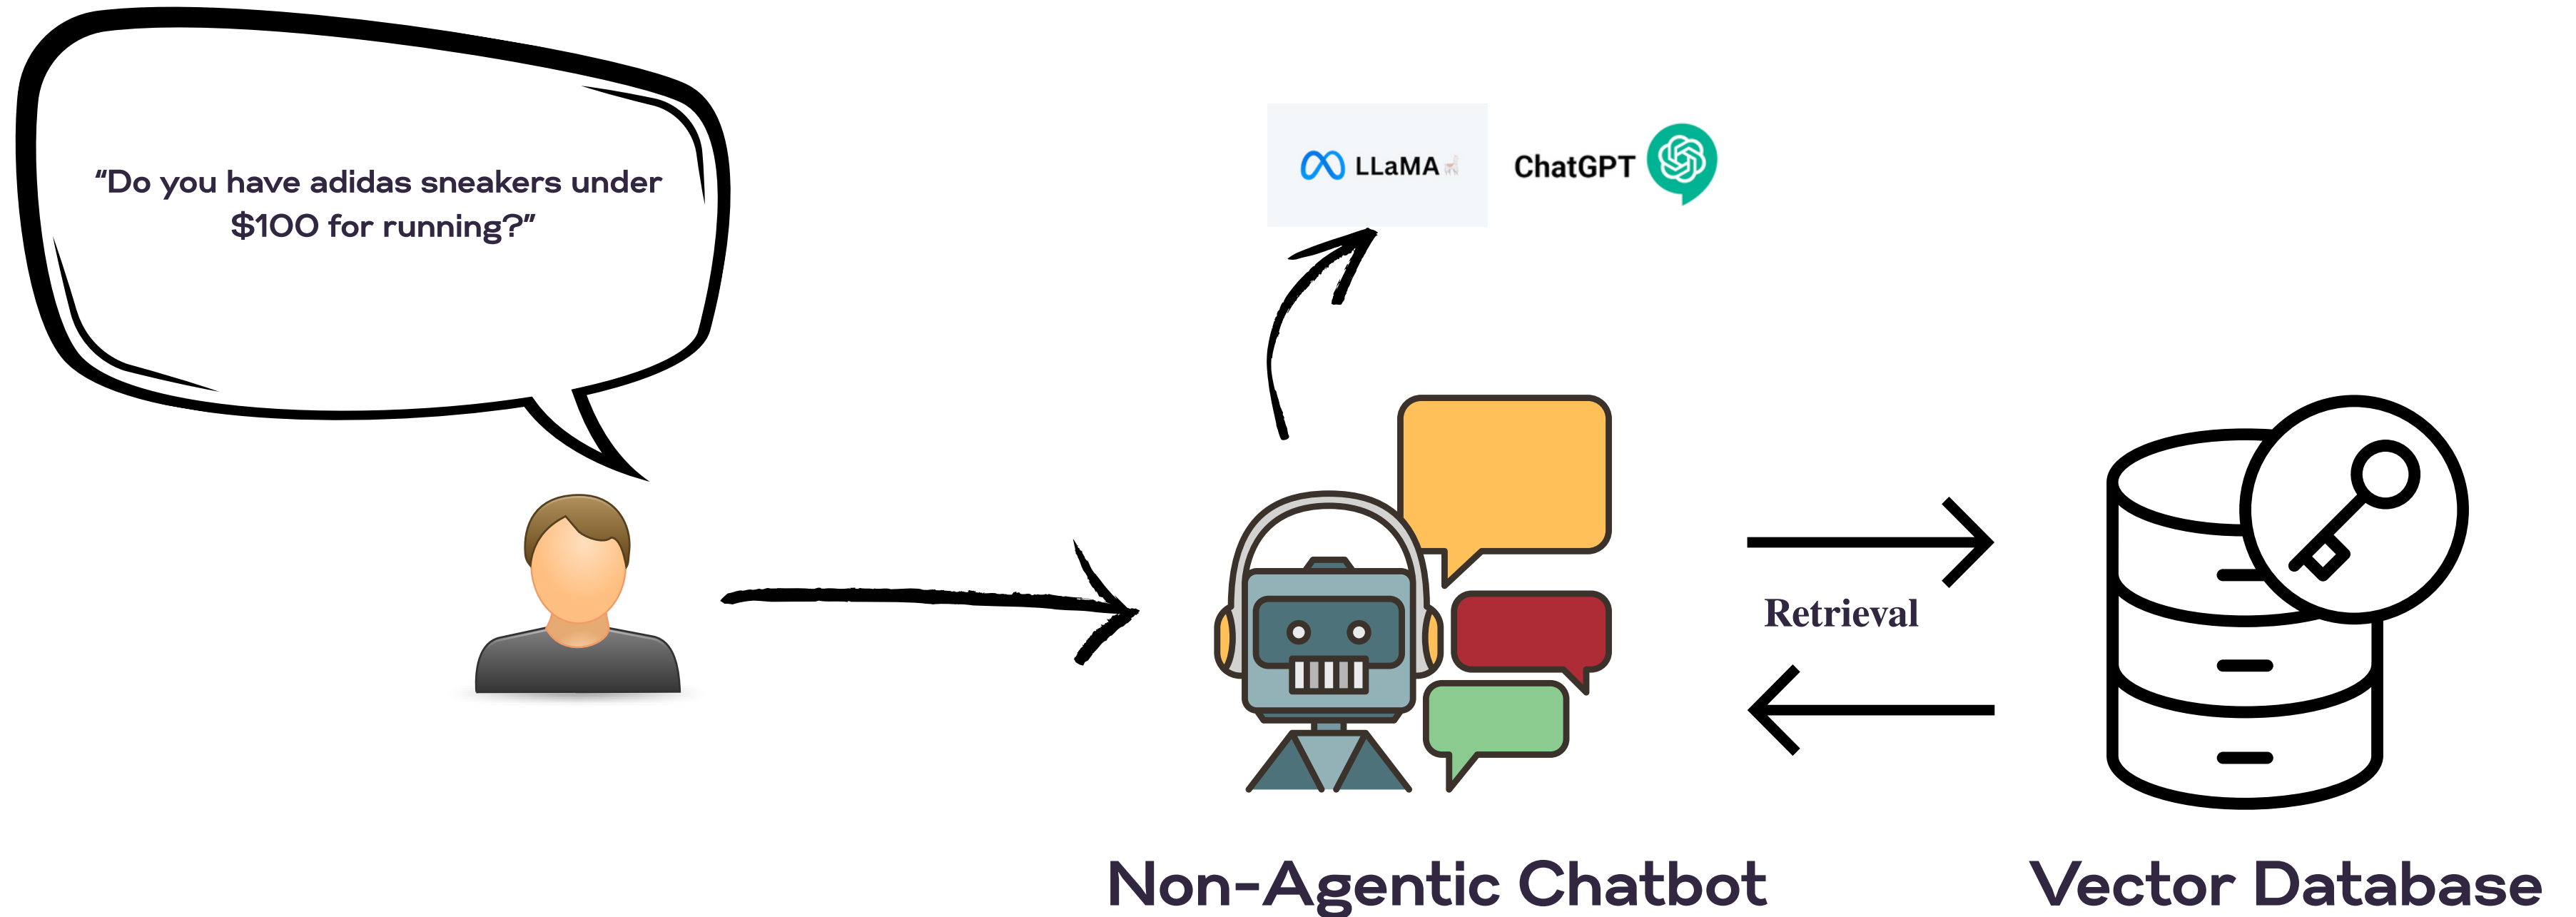 “Do you have adidas sneakers under
$100 for running?”
LLaMA
ChatGPT
Retrieval
Non-Agentic Chatbot
Vector Database